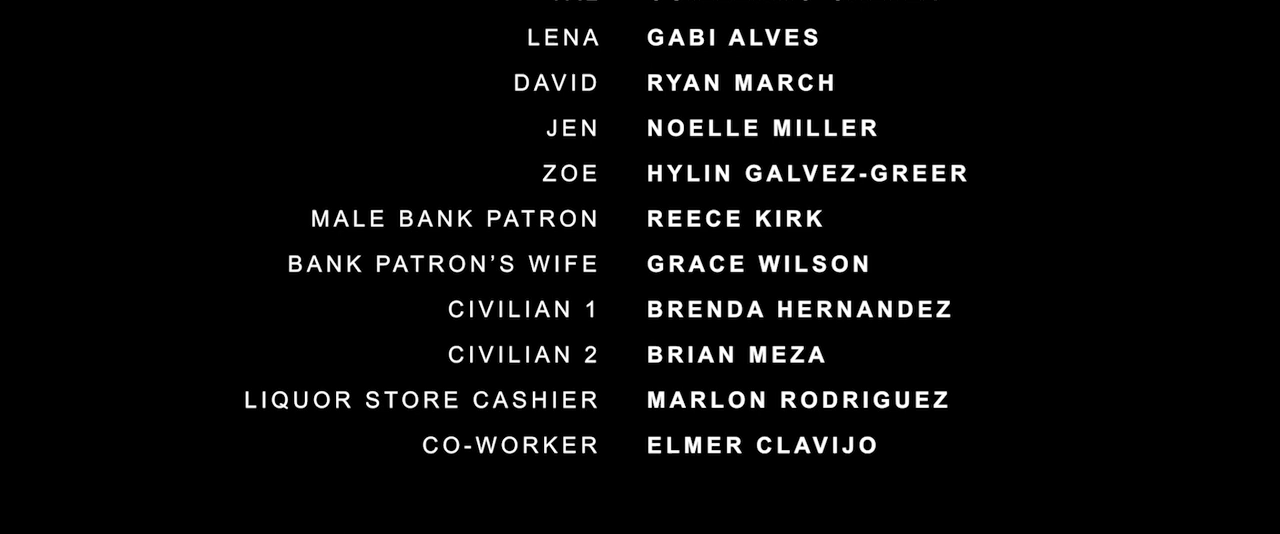 LENA GABI ALVES
DAVID RYAN MARCH
JEN NOELLE MILLER
ZOE HYLIN GALVEZ-GREER
MALE BANK PATRON REECE KIRK
BANK PATRON’S WIFE GRACE WILSON
CIVILIAN 1 BRENDA HERNANDEZ
CIVILIAN 2 BRIAN MEZA
LIQUOR STORE CASHIER MARLON RODRIGUEZ
CO-WORKER ELMER CLAVIJO